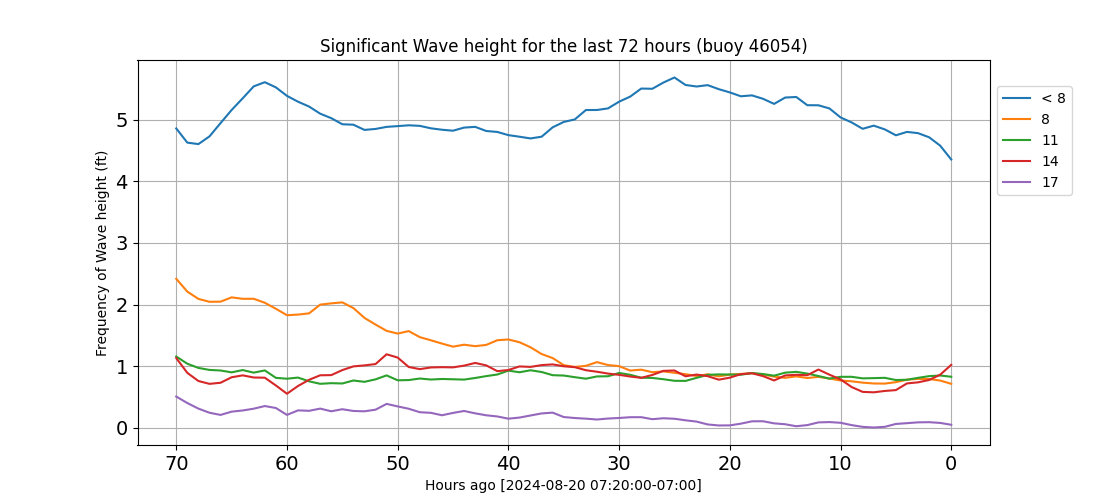 Significant Wave height for the last 72 hours (buoy 46054)
Frequency of Wave height (ft)
5
4
3
2
1
0
70 60 50 40 30 20 10 0
Hours ago [2024-08-20 07:20:00-07:00]
< 8
8
11
14
17